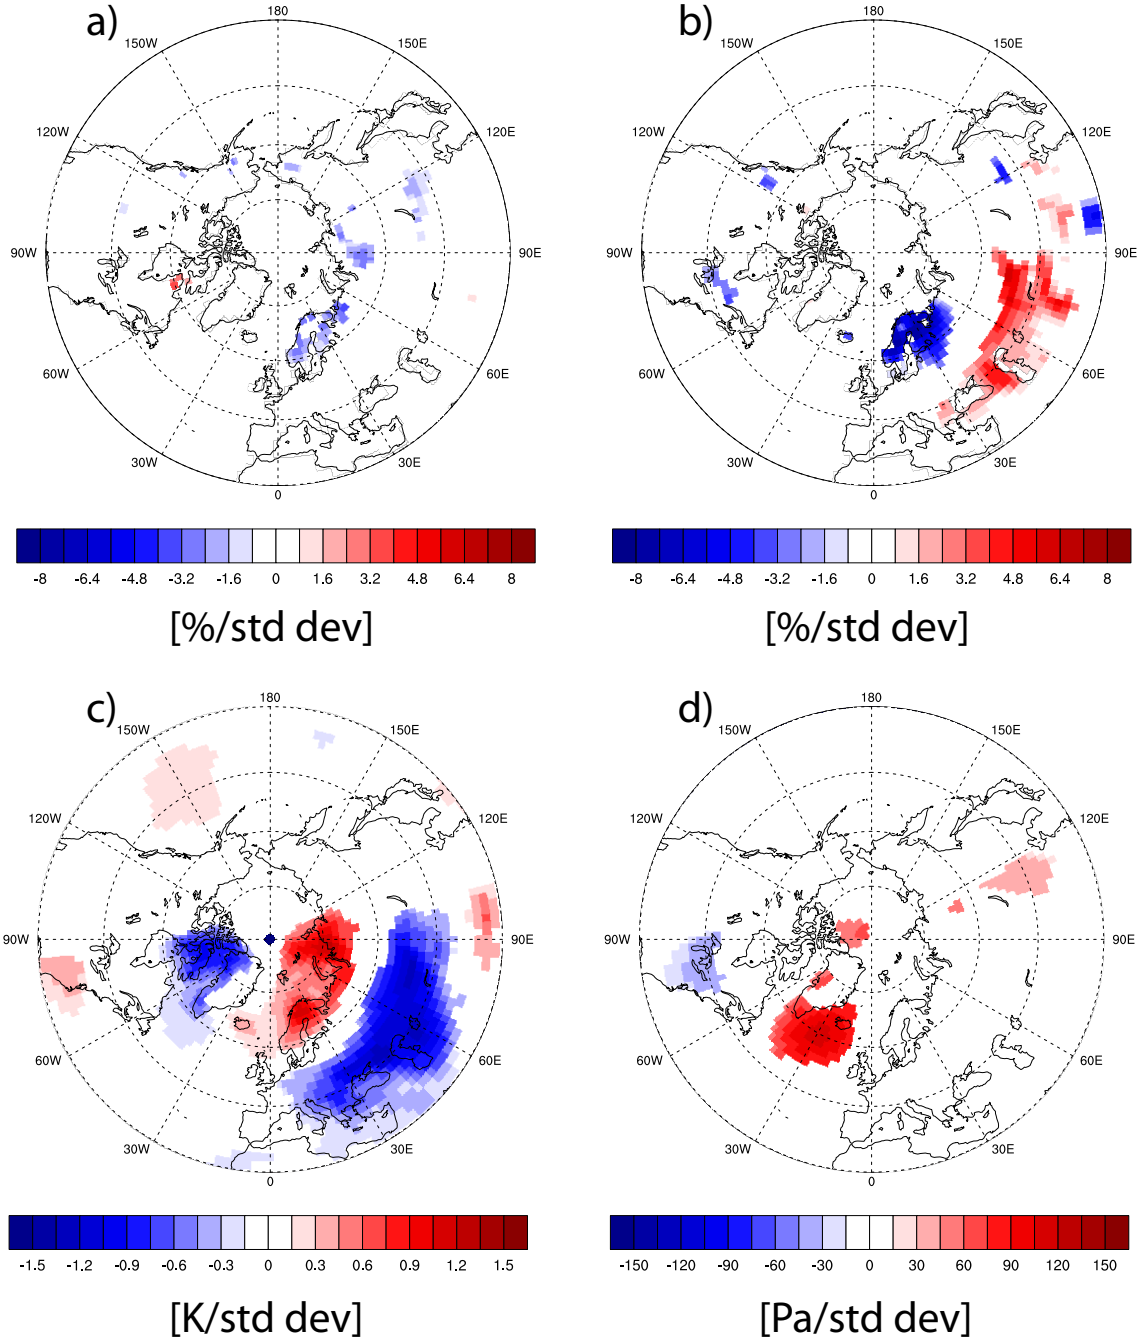 a)
180
150W
150E
120W
120E
90W
90E
60W
60E
30W
30E
0
-8 -6.4 -4.8 -3.2 -1.6 0 1.6 3.2 4.8 6.4 8
[%/std dev]
b)
180
150W
150E
120W
120E
90W
90E
60W
60E
30W
30E
0
-8 -6.4 -4.8 -3.2 -1.6 0 1.6 3.2 4.8 6.4 8
[%/std dev]
c)
180
150W
150E
120W
120E
90W
90E
60W
60E
30W
30E
0
-1.5 -1.2 -0.9 -0.6 -0.3 0 0.3 0.6 0.9 1.2 1.5
[K/std dev]
d)
180
150W
150E
120W
120E
90W
90E
60W
60E
30W
30E
0
-150 -120 -90 -60 -30 0 30 60 90 120 150
[Pa/std dev]